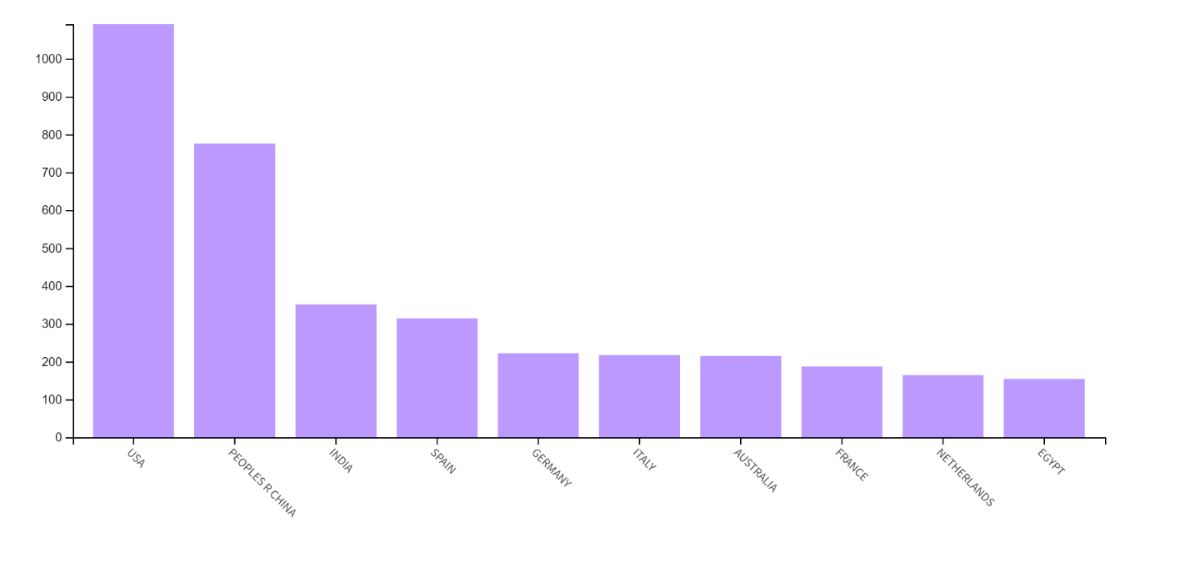 1000
900
800
700
600
500
400
300
200
100
0
USA
PEOPLES R CHINA
INDIA
SPAIN
GERMANY
ITALY
AUSTRALIA
FRANCE
NETHERLANDS
EGYPT